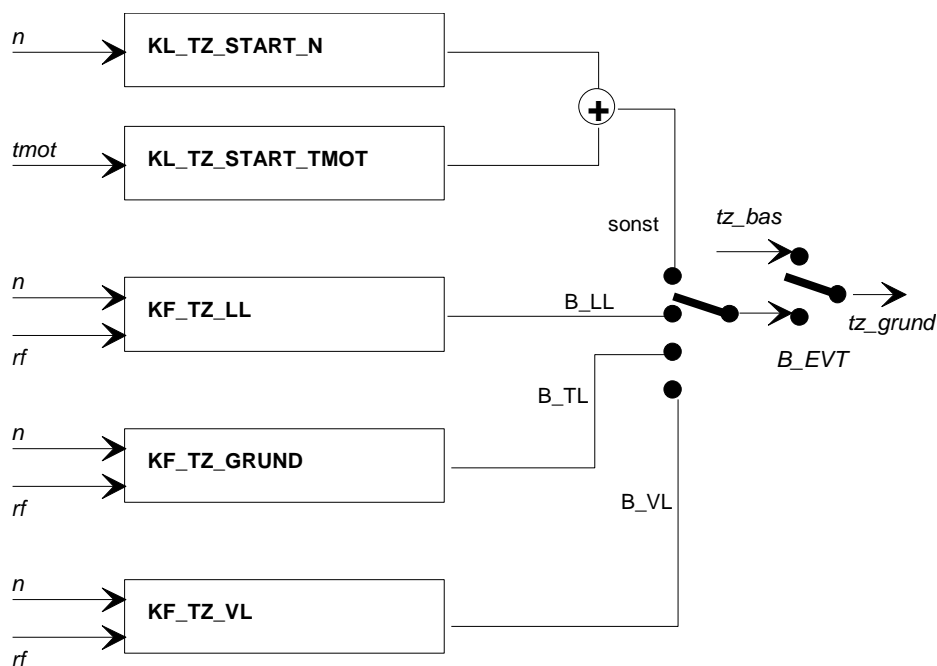 n
KL_TZ_START_N
+
tmot
KL_TZ_START_TMOT
sonst
tz_bas
n
KF_TZ_LL
B_LL
rf
tz_grund
B_EVT
B_TL
n
KF_TZ_GRUND
rf
B_VL
n
KF_TZ_VL
rf